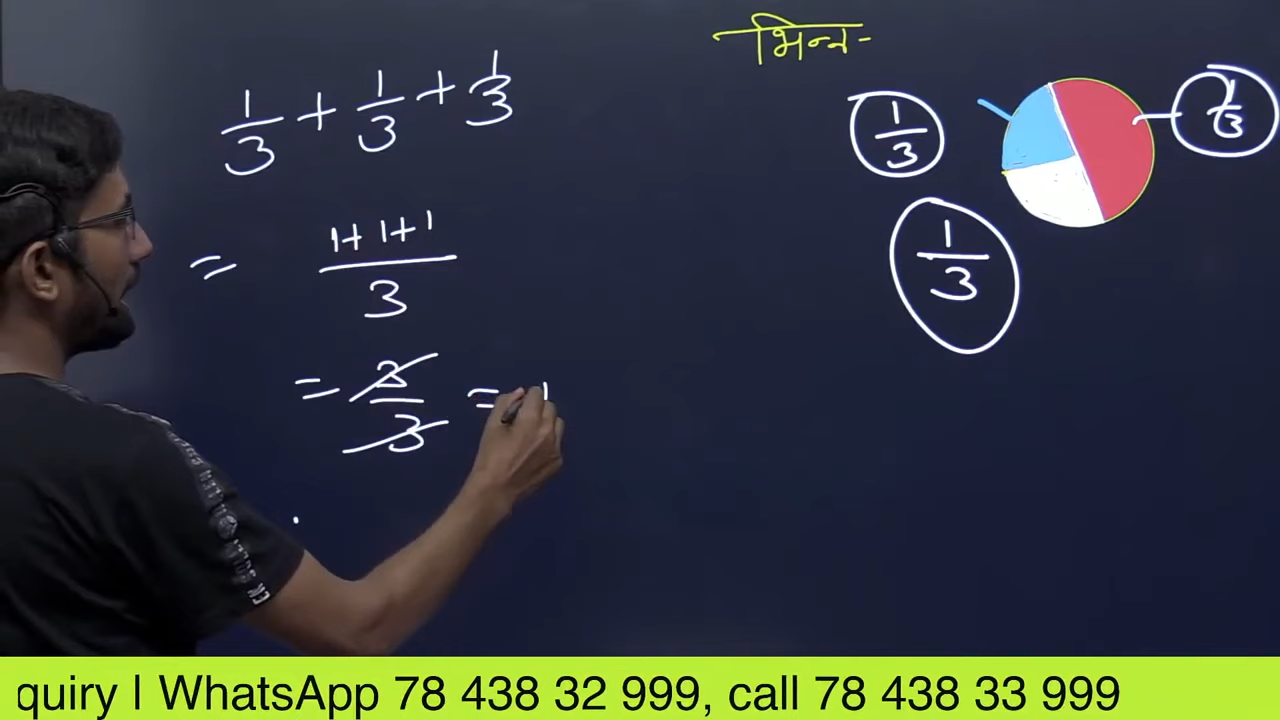 भिन्न-
1/3 + 1/3 + 1/3
= 1+1+1/3
= 3/3 = 1
1/3
1/3
1/3
quiry | WhatsApp 78 438 32 999, call 78 438 33 999